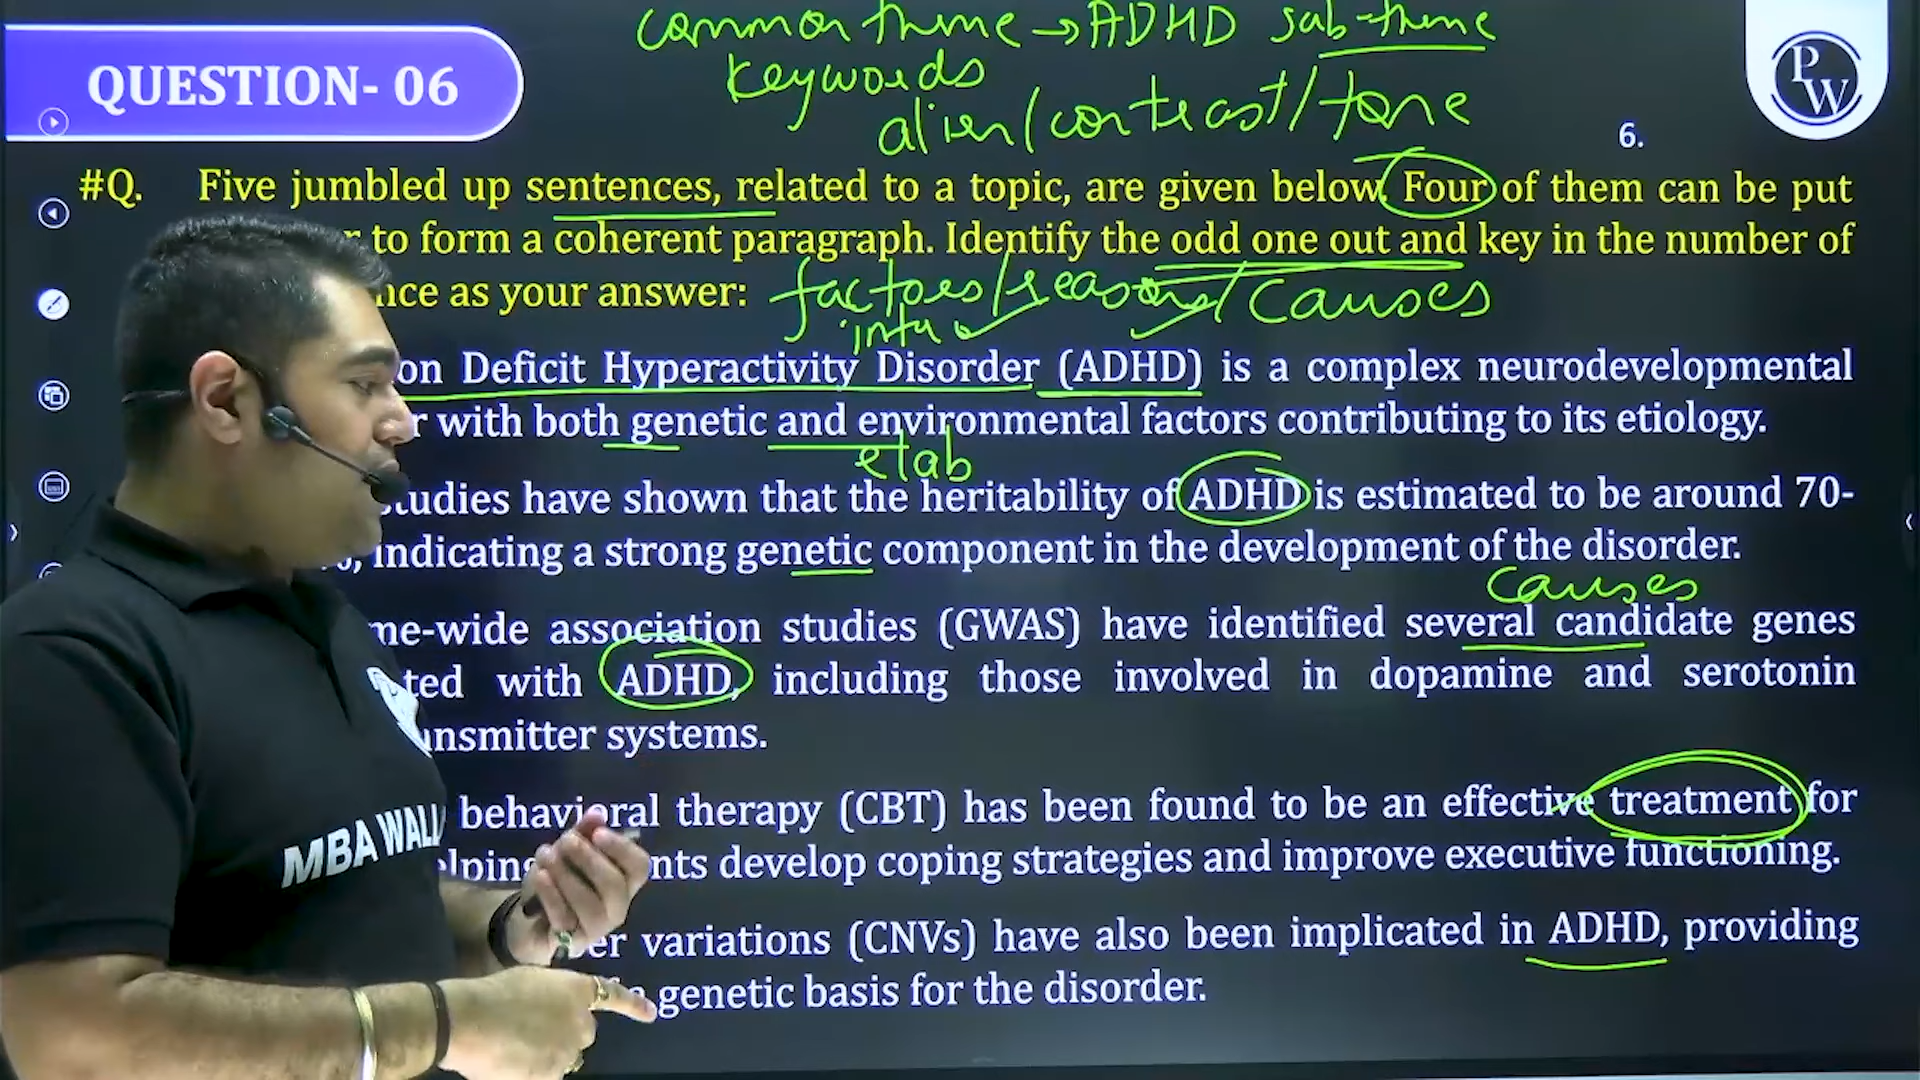 common theme → ADHD sub-theme
keywords
alien/contrast/tone
QUESTION- 06
PW
6.
#Q. Five jumbled up sentences, related to a topic, are given below. Four of them can be put
to form a coherent paragraph. Identify the odd one out and key in the number of
as your answer:
factors/reasons/causes
intro
Deficit Hyperactivity Disorder (ADHD) is a complex neurodevelopmental
with both genetic and environmental factors contributing to its etiology.
elab
studies have shown that the heritability of ADHD is estimated to be around 70-
indicating a strong genetic component in the development of the disorder.
causes
me-wide association studies (GWAS) have identified several candidate genes
ted with ADHD, including those involved in dopamine and serotonin
ansmitter systems.
behavioral therapy (CBT) has been found to be an effective treatment for
elping nts develop coping strategies and improve executive functioning.
er variations (CNVs) have also been implicated in ADHD, providing
genetic basis for the disorder.
MBA WALL